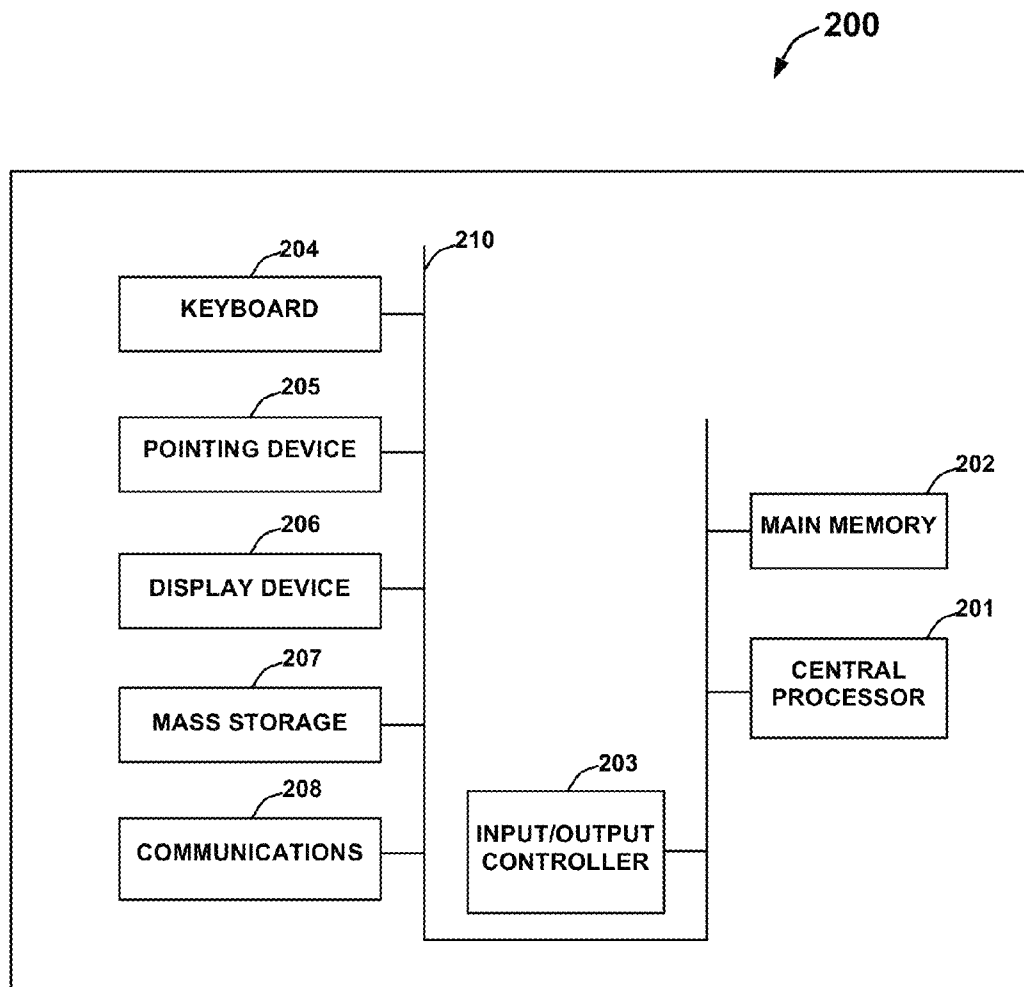 200
210
204
KEYBOARD
205
POINTING DEVICE
206
DISPLAY DEVICE
207
MASS STORAGE
208
COMMUNICATIONS
202
MAIN MEMORY
201
CENTRAL
PROCESSOR
203
INPUT/OUTPUT
CONTROLLER